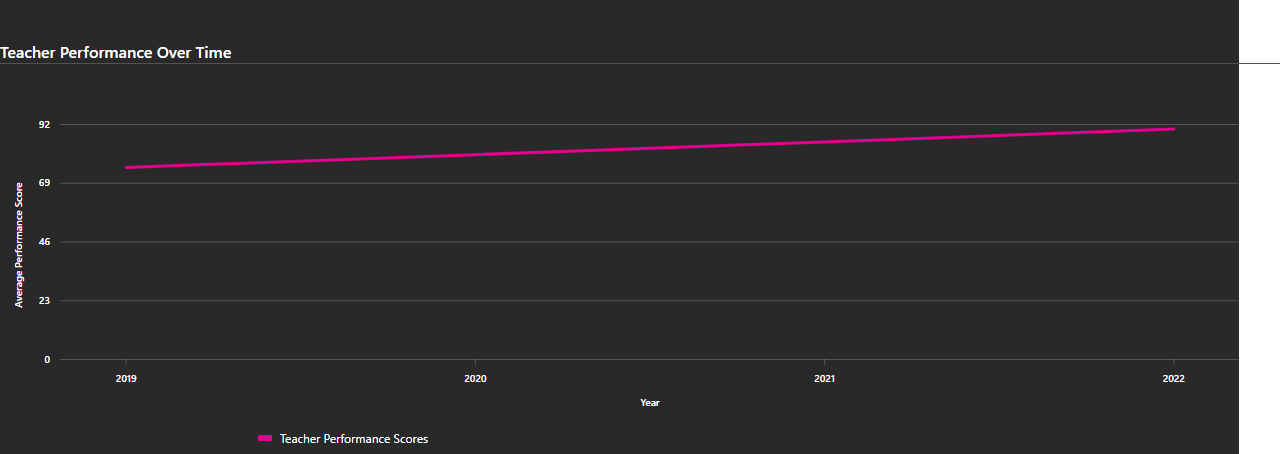 Teacher Performance Over Time
92
69
46
23
0
Average Performance Score
2019 2020 2021 2022
Year
Teacher Performance Scores